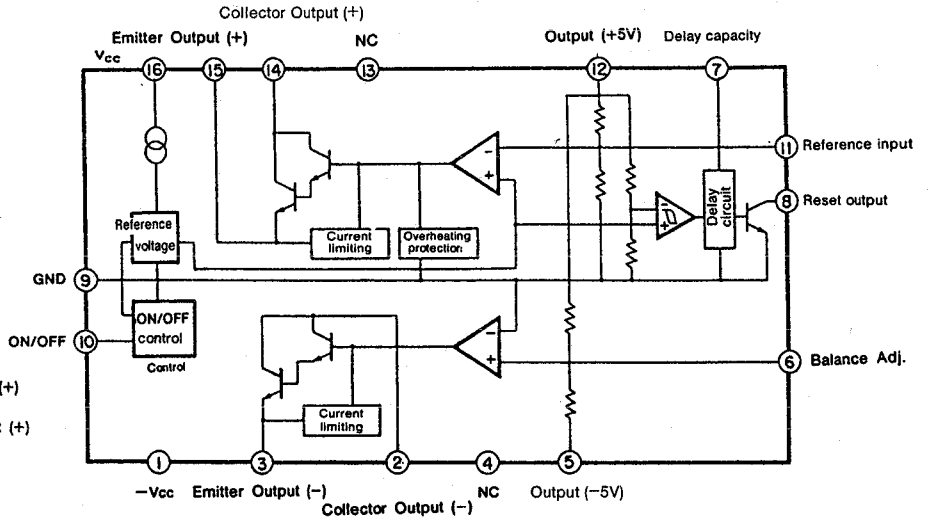 Collector Output (+)
Emitter Output (+)
NC
Output (+5V)
Delay capacity
Vcc
16
15
14
13
12
7
11
Reference input
8
Reset output
Reference
voltage
Current
limiting
Overheating
protection
Delay
circuit
-
+
-
+
GND
9
ON/OFF
10
ON/OFF
control
Control
-
+
6
Balance Adj.
(+)
(+)
Current
limiting
1
3
2
4
5
-Vcc
Emitter Output (-)
Collector Output (-)
NC
Output (-5V)